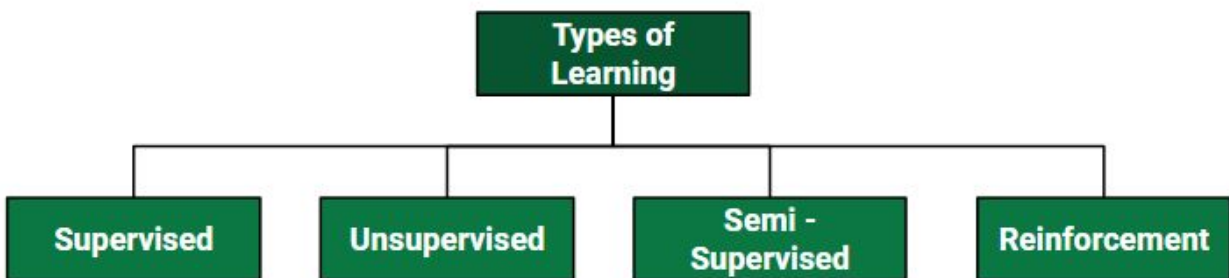 Types of
Learning
Supervised
Unsupervised
Semi -
Supervised
Reinforcement